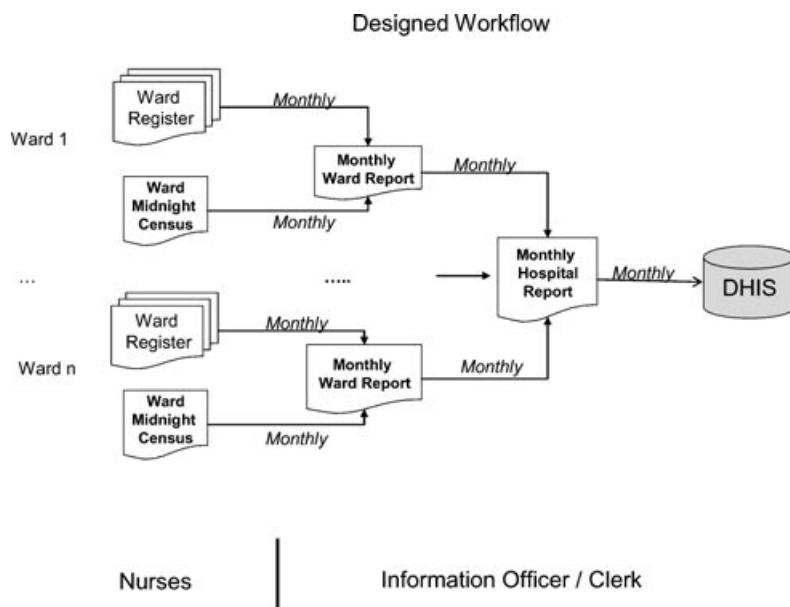 Designed Workflow
Ward
Register
Monthly
Ward 1
Monthly
Ward Report
Monthly
Ward
Midnight
Census
Monthly
...
.....
Monthly
Hospital
Report
Monthly
DHIS
Ward
Register
Monthly
Ward n
Monthly
Ward Report
Monthly
Ward
Midnight
Census
Monthly
Nurses
Information Officer / Clerk